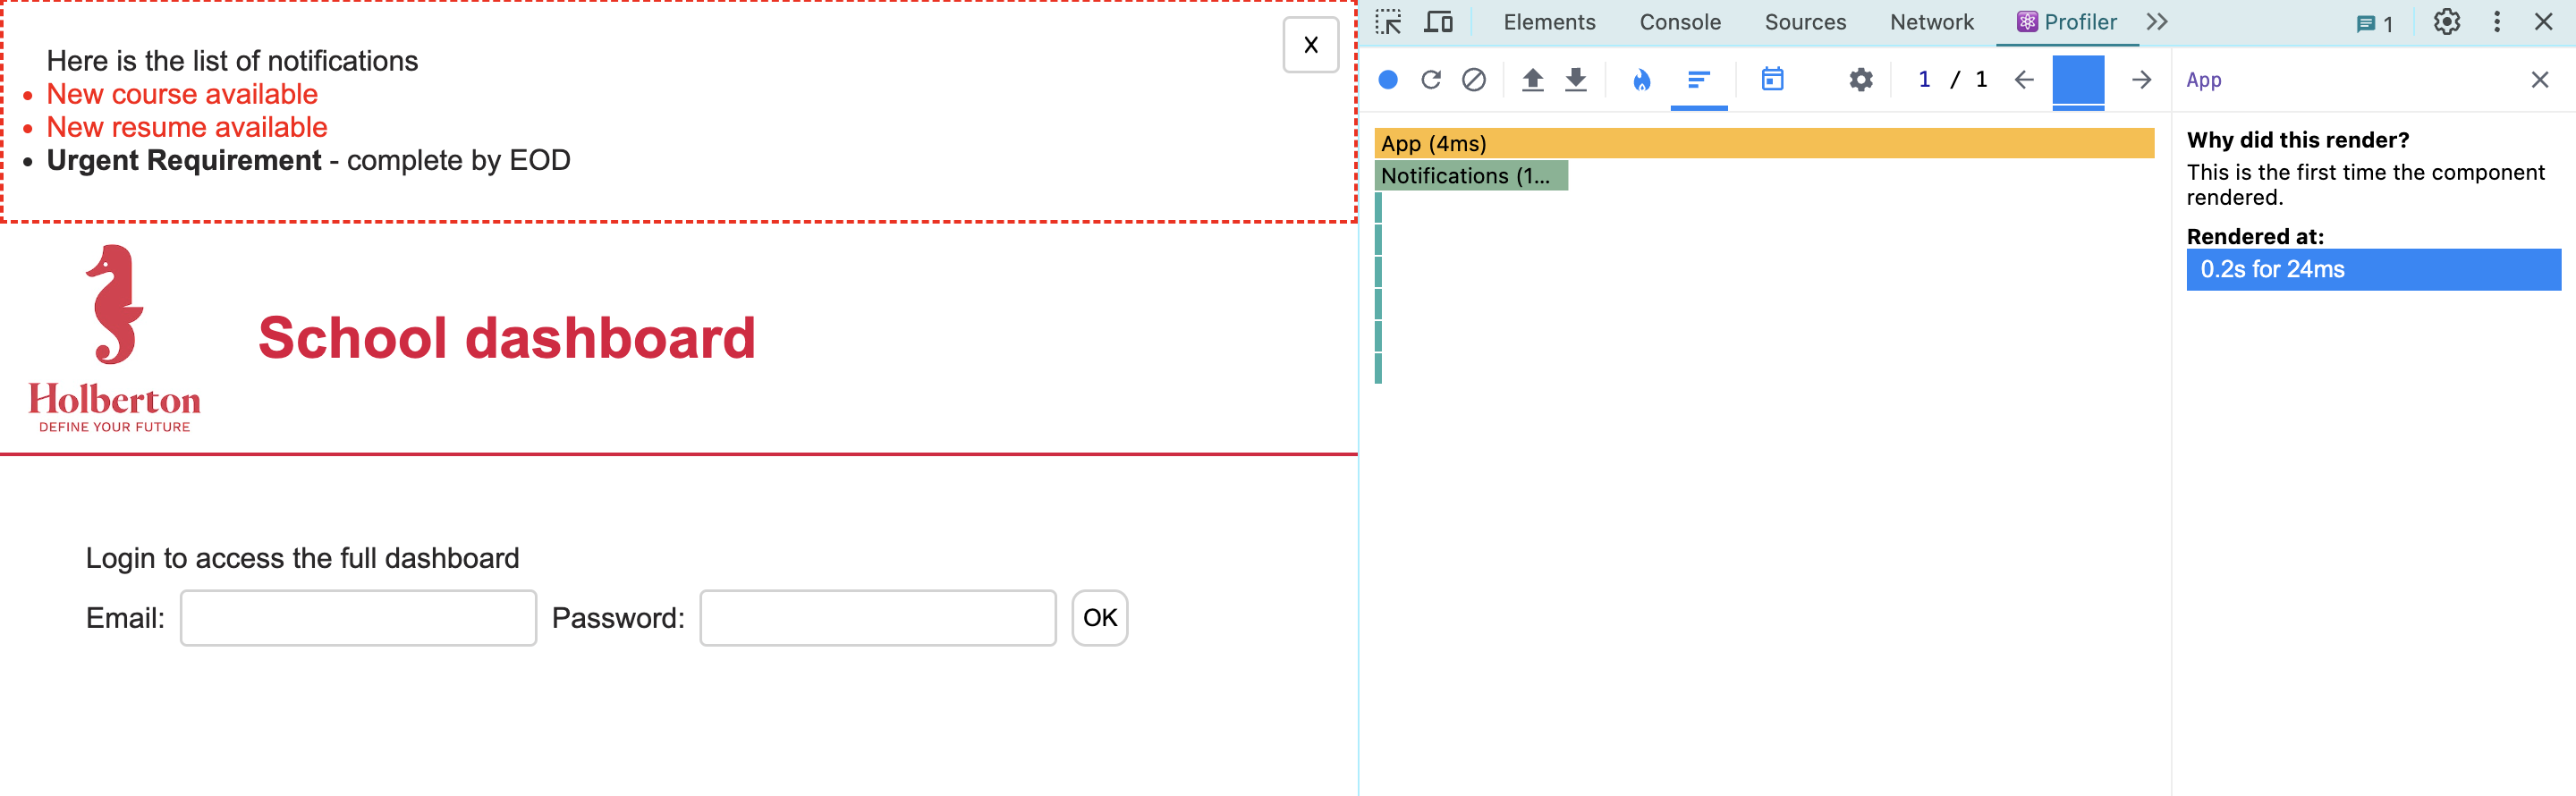 Here is the list of notifications
New course available
New resume available
Urgent Requirement - complete by EOD
X
Holberton
DEFINE YOUR FUTURE
School dashboard
Login to access the full dashboard
Email:
Password:
OK
Elements
Console
Sources
Network
Profiler
1
1 / 1
App (4ms)
Notifications (1...
App
Why did this render?
This is the first time the component
rendered.
Rendered at:
0.2s for 24ms